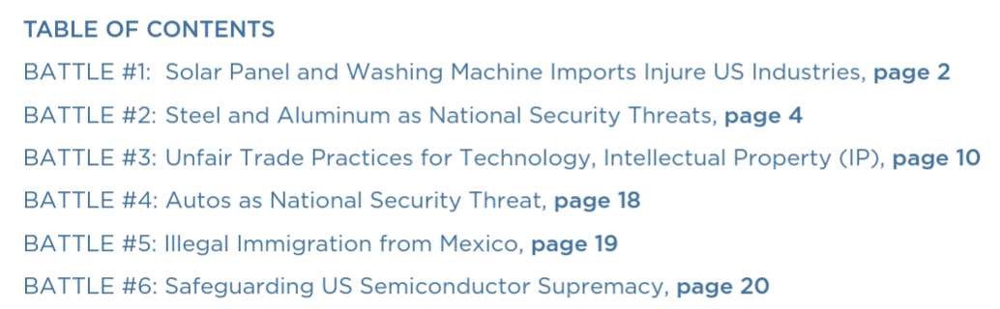 TABLE OF CONTENTS
BATTLE #1:  Solar Panel and Washing Machine Imports Injure US Industries, page 2
BATTLE #2: Steel and Aluminum as National Security Threats, page 4
BATTLE #3: Unfair Trade Practices for Technology, Intellectual Property (IP), page 10
BATTLE #4: Autos as National Security Threat, page 18
BATTLE #5: Illegal Immigration from Mexico, page 19
BATTLE #6: Safeguarding US Semiconductor Supremacy, page 20